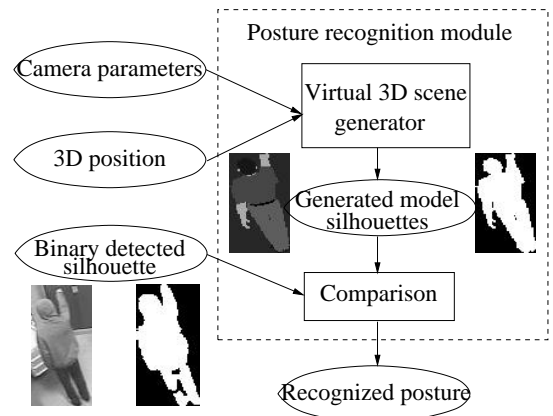 Posture recognition module
Camera parameters
Virtual 3D scene
generator
3D position
Generated model
silhouettes
Binary detected
silhouette
Comparison
Recognized posture